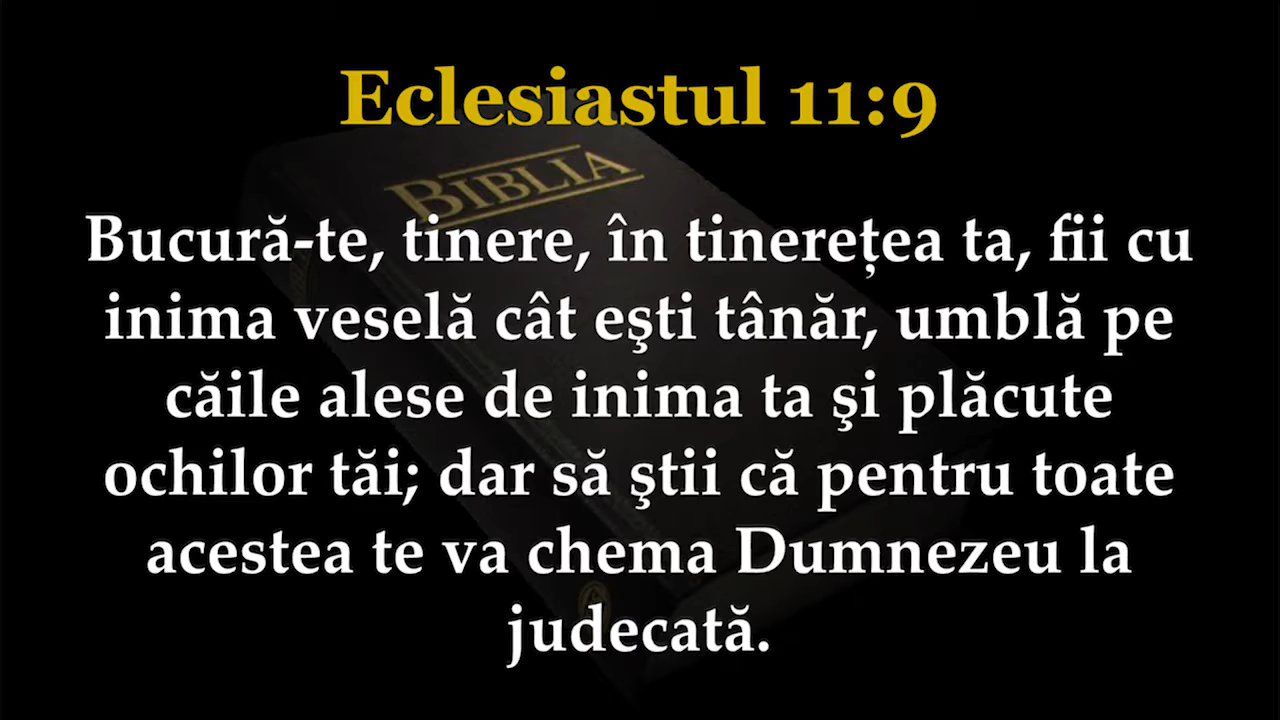 Eclesiastul 11:9
BIBLIA
Bucură-te, tinere, în tinerețea ta, fii cu
inima veselă cât eşti tânăr, umblă pe
căile alese de inima ta şi plăcute
ochilor tăi; dar să ştii că pentru toate
acestea te va chema Dumnezeu la
judecată.